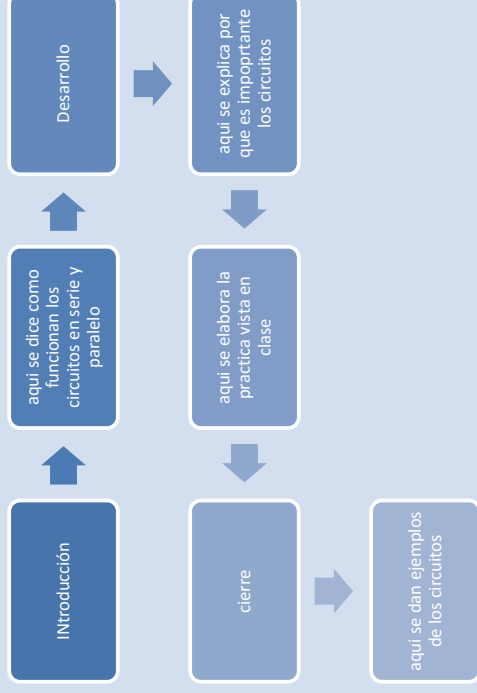 INtroducción
aqui se dice como
funcionan los
circuitos en serie y
paralelo
Desarrollo
aqui se explica por
que es impoprtante
los circuitos
aqui se elabora la
practica vista en
clase
cierre
aqui se dan ejemplos
de los circuitos